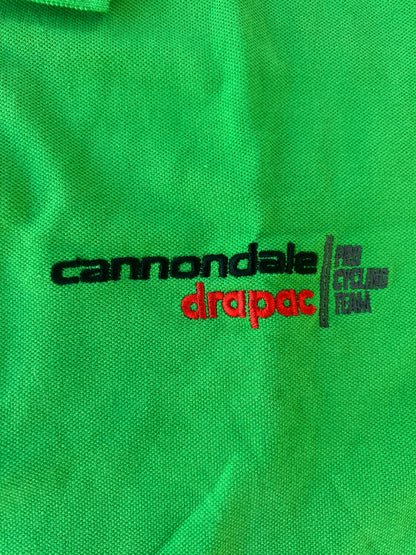 cannondale
drapac
PRO
CYCLING
TEAM